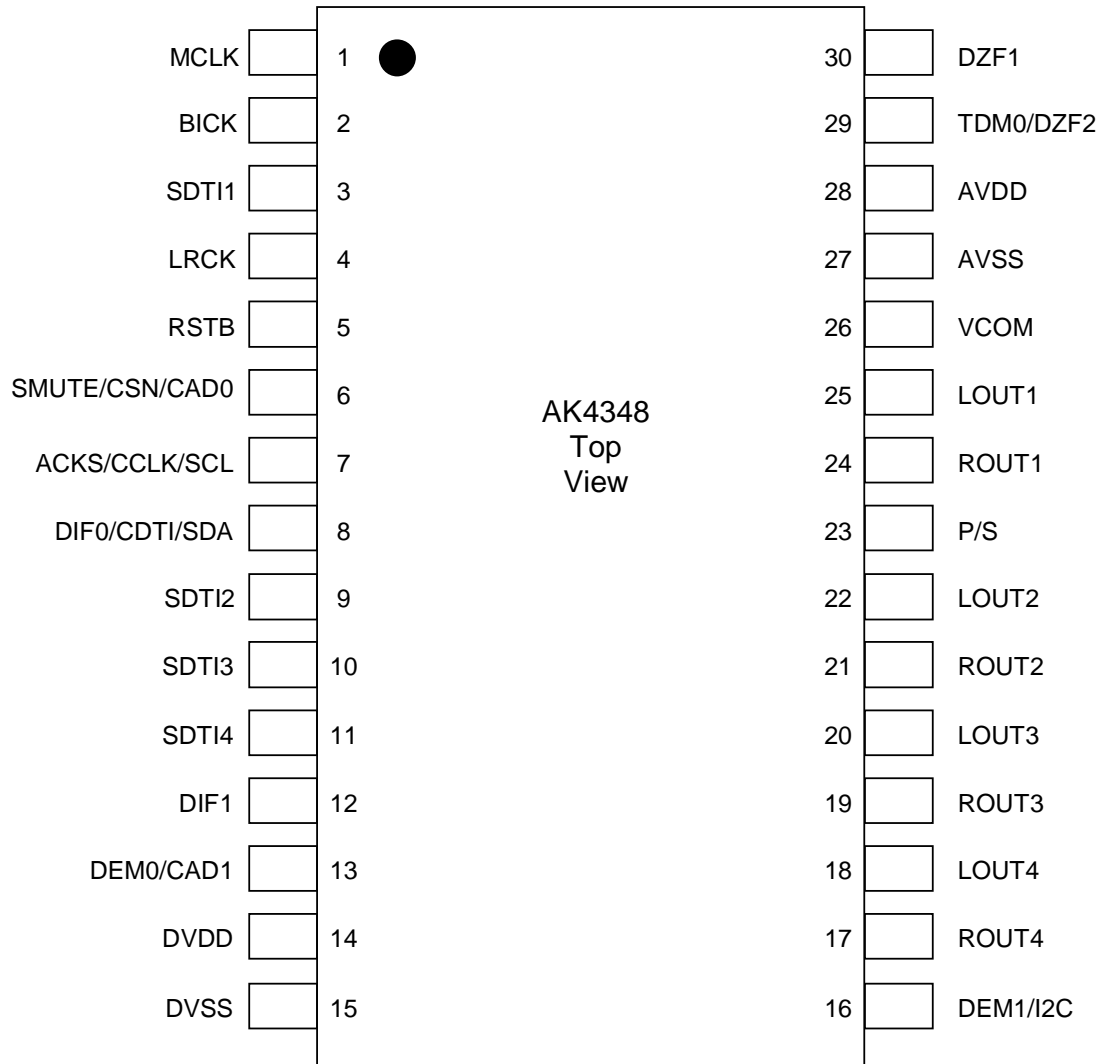 MCLK 1 30 DZF1
BICK 2 29 TDM0/DZF2
SDTI1 3 28 AVDD
LRCK 4 27 AVSS
RSTB 5 26 VCOM
SMUTE/CSN/CAD0 6 25 LOUT1
AK4348
Top
View
ACKS/CCLK/SCL 7 24 ROUT1
DIF0/CDTI/SDA 8 23 P/S
SDTI2 9 22 LOUT2
SDTI3 10 21 ROUT2
SDTI4 11 20 LOUT3
DIF1 12 19 ROUT3
DEM0/CAD1 13 18 LOUT4
DVDD 14 17 ROUT4
DVSS 15 16 DEM1/I2C